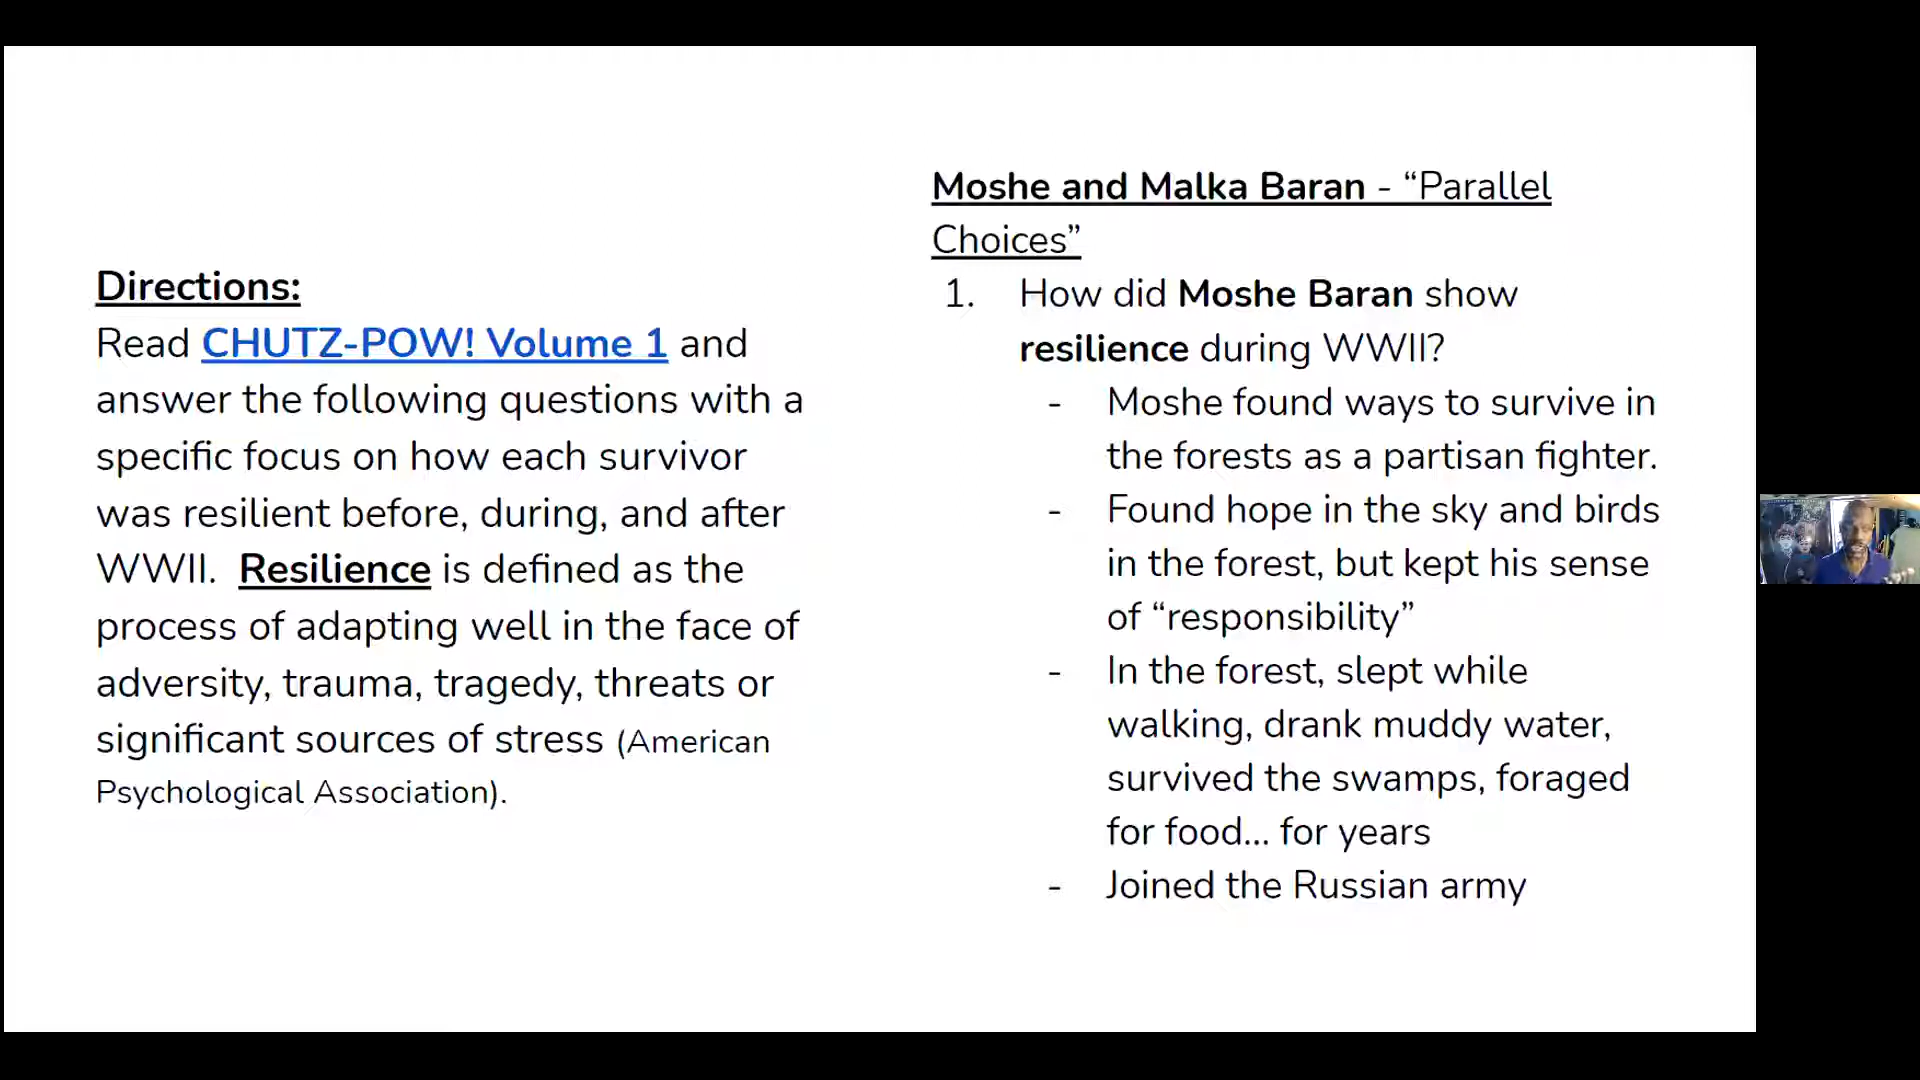 Directions:
Read CHUTZ-POW! Volume 1 and
answer the following questions with a
specific focus on how each survivor
was resilient before, during, and after
WWII. Resilience is defined as the
process of adapting well in the face of
adversity, trauma, tragedy, threats or
significant sources of stress (American
Psychological Association).
Moshe and Malka Baran - “Parallel
Choices”
1. How did Moshe Baran show
resilience during WWII?
- Moshe found ways to survive in
the forests as a partisan fighter.
- Found hope in the sky and birds
in the forest, but kept his sense
of “responsibility”
- In the forest, slept while
walking, drank muddy water,
survived the swamps, foraged
for food... for years
- Joined the Russian army